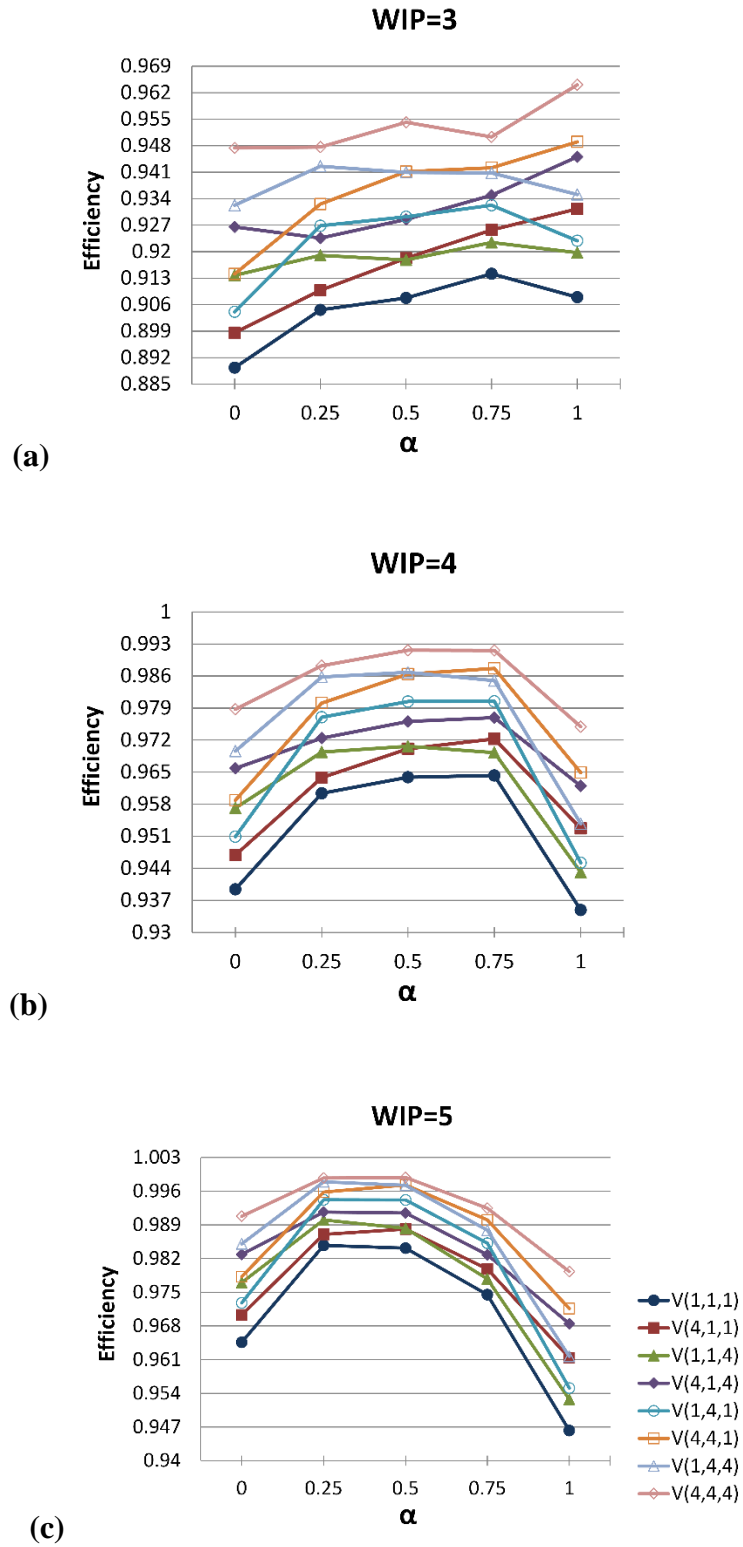 WIP=3
0.969
0.962
0.955
0.948
0.941
0.934
0.927
0.92
0.913
0.906
0.899
0.892
0.885
Efficiency
0 0.25 0.5 0.75 1
α
(a)
WIP=4
1
0.993
0.986
0.979
0.972
0.965
0.958
0.951
0.944
0.937
0.93
Efficiency
0 0.25 0.5 0.75 1
α
(b)
WIP=5
1.003
0.996
0.989
0.982
0.975
0.968
0.961
0.954
0.947
0.94
Efficiency
0 0.25 0.5 0.75 1
α
V(1,1,1)
V(4,1,1)
V(1,1,4)
V(4,1,4)
V(1,4,1)
V(4,4,1)
V(1,4,4)
V(4,4,4)
(c)